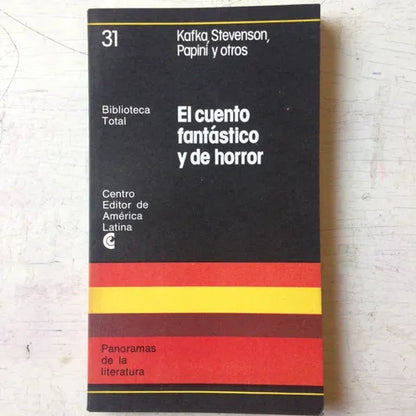 31
Kafka, Stevenson,
Papini y otros
Biblioteca
Total
El cuento
fantástico
y de horror
Centro
Editor de
América
Latina
Panoramas
de la
literatura